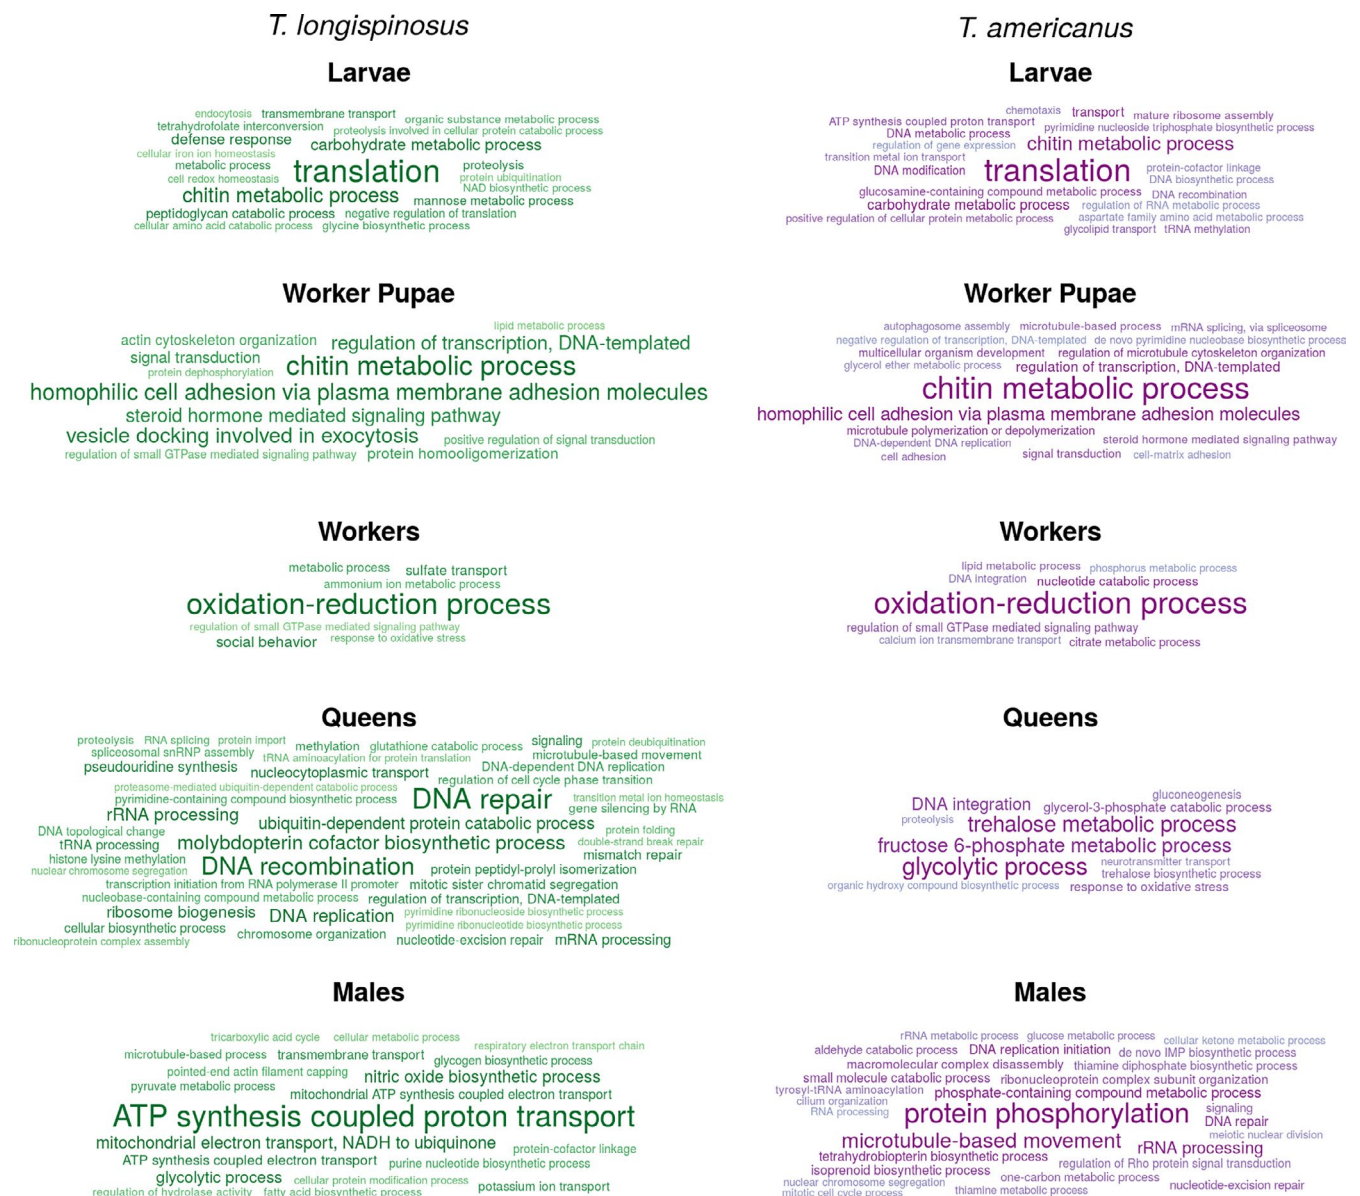 T. longispinosus
Larvae
endocytosis transmembrane transport organic substance metabolic process
tetrahydrofolate interconversion proteolysis involved in cellular protein catabolic process
defense response carbohydrate metabolic process
cellular iron ion homeostasis
metabolic process translation proteolysis
cell redox homeostasis protein ubiquitination
chitin metabolic process NAD biosynthetic process
mannose metabolic process
peptidoglycan catabolic process negative regulation of translation
cellular amino acid catabolic process glycine biosynthetic process
Worker Pupae
lipid metabolic process
actin cytoskeleton organization regulation of transcription, DNA-templated
signal transduction chitin metabolic process
protein dephosphorylation
homophilic cell adhesion via plasma membrane adhesion molecules
steroid hormone mediated signaling pathway
vesicle docking involved in exocytosis positive regulation of signal transduction
regulation of small GTPase mediated signaling pathway protein homooligomerization
Workers
metabolic process sulfate transport
ammonium ion metabolic process
oxidation-reduction process
regulation of small GTPase mediated signaling pathway
social behavior response to oxidative stress
Queens
proteolysis RNA splicing protein import methylation glutathione catabolic process signaling protein deubiquitination
spliceosomal snRNP assembly tRNA aminoacylation for protein translation microtubule-based movement
pseudouridine synthesis nucleocytoplasmic transport DNA-dependent DNA replication
regulation of cell cycle phase transition
proteasome-mediated ubiquitin-dependent catabolic process
pyrimidine-containing compound biosynthetic process DNA repair transition metal ion homeostasis
rRNA processing gene silencing by RNA
DNA topological change ubiquitin-dependent protein catabolic process protein folding
tRNA processing molybdopterin cofactor biosynthetic process double-strand break repair
histone lysine methylation mismatch repair
nuclear chromosome segregation DNA recombination protein peptidyl-prolyl isomerization
transcription initiation from RNA polymerase II promoter mitotic sister chromatid segregation
nucleobase-containing compound metabolic process regulation of transcription, DNA-templated
ribosome biogenesis DNA replication pyrimidine ribonucleoside biosynthetic process
cellular biosynthetic process pyrimidine ribonucleotide biosynthetic process
chromosome organization
ribonucleoprotein complex assembly nucleotide-excision repair mRNA processing
Males
tricarboxylic acid cycle cellular metabolic process
respiratory electron transport chain
microtubule-based process transmembrane transport glycogen biosynthetic process
pointed-end actin filament capping nitric oxide biosynthetic process
pyruvate metabolic process mitochondrial ATP synthesis coupled electron transport
ATP synthesis coupled proton transport
mitochondrial electron transport, NADH to ubiquinone protein-cofactor linkage
ATP synthesis coupled electron transport purine nucleotide biosynthetic process
glycolytic process cellular protein modification process potassium ion transport
regulation of hydrolase activity fatty acid biosynthetic process
T. americanus
Larvae
chemotaxis transport mature ribosome assembly
ATP synthesis coupled proton transport pyrimidine nucleoside triphosphate biosynthetic process
DNA metabolic process
regulation of gene expression chitin metabolic process
transition metal ion transport
DNA modification translation protein-cofactor linkage
DNA biosynthetic process
glucosamine-containing compound metabolic process DNA recombination
carbohydrate metabolic process regulation of RNA metabolic process
positive regulation of cellular protein metabolic process aspartate family amino acid metabolic process
glycolipid transport tRNA methylation
Worker Pupae
autophagosome assembly microtubule-based process mRNA splicing, via spliceosome
negative regulation of transcription, DNA-templated de novo pyrimidine nucleobase biosynthetic process
multicellular organism development regulation of microtubule cytoskeleton organization
glycerol ether metabolic process regulation of transcription, DNA-templated
chitin metabolic process
homophilic cell adhesion via plasma membrane adhesion molecules
microtubule polymerization or depolymerization
DNA-dependent DNA replication steroid hormone mediated signaling pathway
cell adhesion signal transduction cell-matrix adhesion
Workers
lipid metabolic process phosphorus metabolic process
DNA integration nucleotide catabolic process
oxidation-reduction process
regulation of small GTPase mediated signaling pathway
calcium ion transmembrane transport citrate metabolic process
Queens
gluconeogenesis
DNA integration glycerol-3-phosphate catabolic process
proteolysis trehalose metabolic process
fructose 6-phosphate metabolic process
glycolytic process neurotransmitter transport
trehalose biosynthetic process
organic hydroxy compound biosynthetic process response to oxidative stress
Males
rRNA metabolic process glucose metabolic process cellular ketone metabolic process
aldehyde catabolic process DNA replication initiation de novo IMP biosynthetic process
macromolecular complex disassembly thiamine diphosphate biosynthetic process
small molecule catabolic process ribonucleoprotein complex subunit organization
tyrosyl-tRNA aminoacylation phosphate-containing compound metabolic process
cilium organization
RNA processing protein phosphorylation signaling
DNA repair
microtubule-based movement meiotic nuclear division
tetrahydrobiopterin biosynthetic process rRNA processing
isoprenoid biosynthetic process regulation of Rho protein signal transduction
nuclear chromosome segregation one-carbon metabolic process nucleotide-excision repair
mitotic cell cycle process thiamine metabolic process